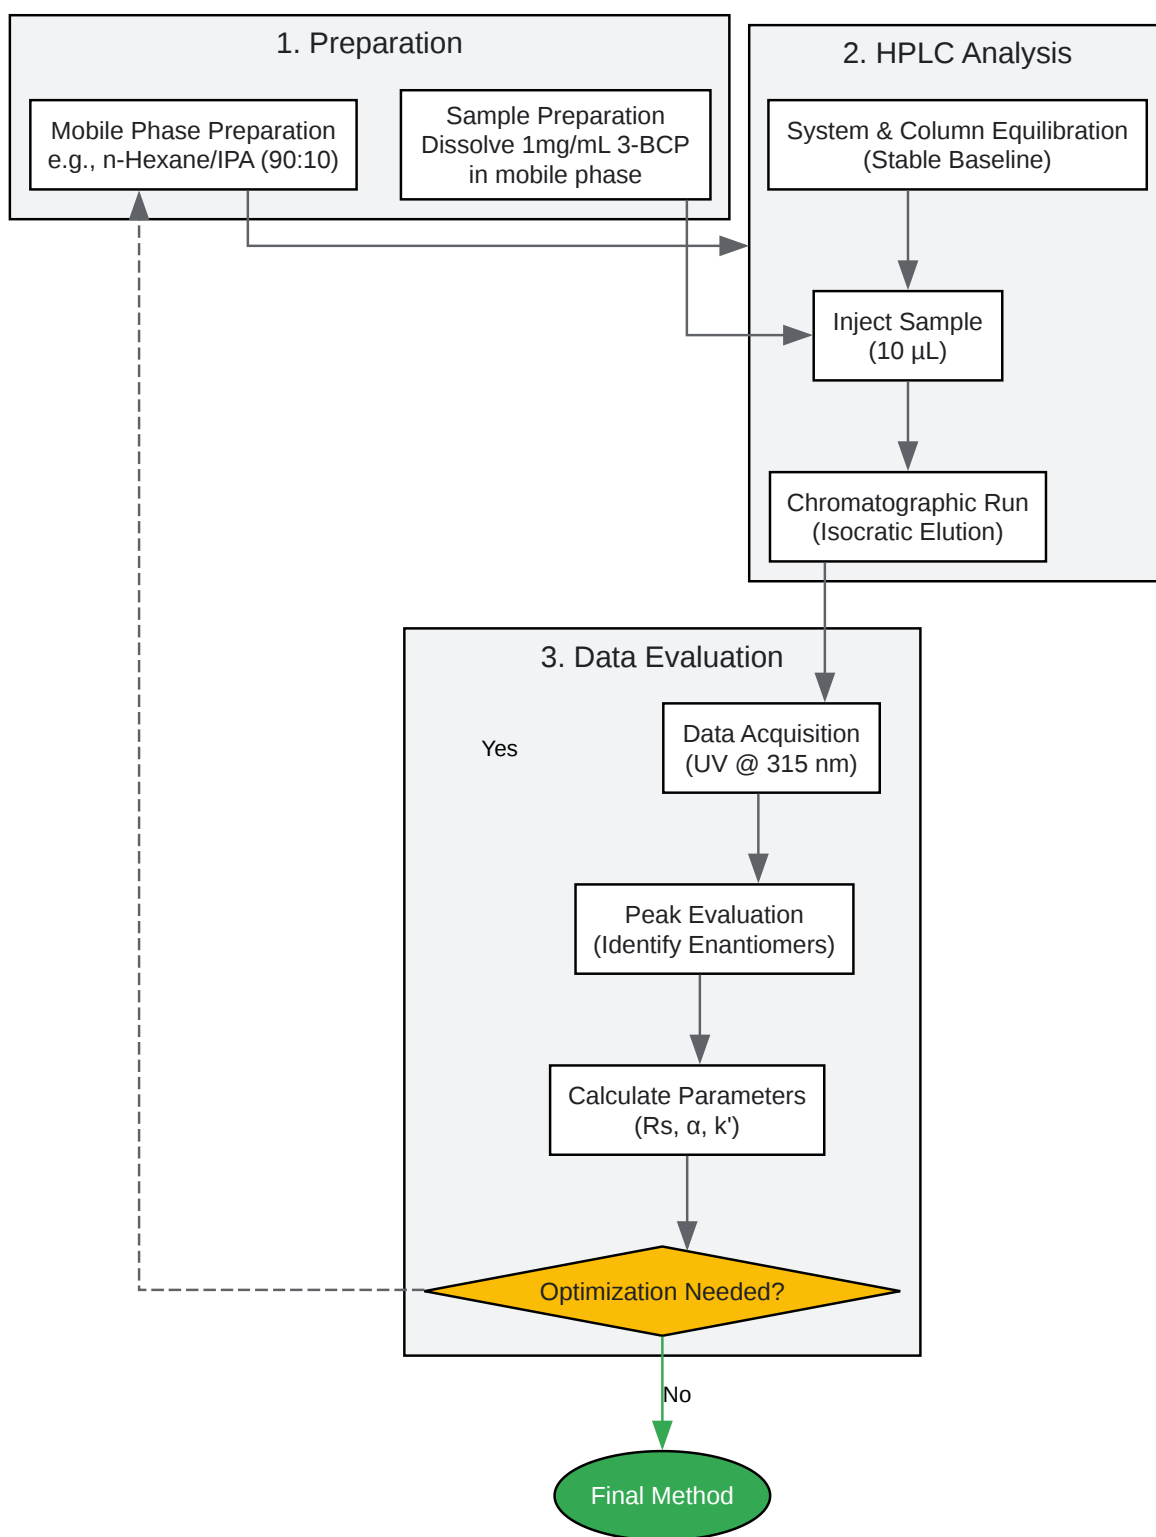 1. Preparation
Mobile Phase Preparation
e.g., n-Hexane/IPA (90:10)
Sample Preparation
Dissolve 1mg/mL 3-BCP
in mobile phase
2. HPLC Analysis
System & Column Equilibration
(Stable Baseline)
Inject Sample
(10 µL)
Chromatographic Run
(Isocratic Elution)
3. Data Evaluation
Yes
Data Acquisition
(UV @ 315 nm)
Peak Evaluation
(Identify Enantiomers)
Calculate Parameters
(Rs, α, k')
Optimization Needed?
No
Final Method